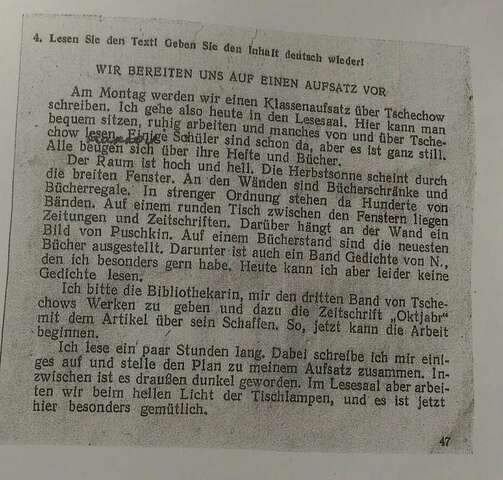 4. Lesen Sie den Text! Geben Sie den Inhalt deutsch wieder!
WIR BEREITEN UNS AUF EINEN AUFSATZ VOR
Am Montag werden wir einen Klassenaufsatz über Tschechow
schreiben. Ich gehe also heute in den Lesesaal. Hier kann man
bequem sitzen, ruhig arbeiten und manches von und über Tsche-
chow lesen. Einige Schüler sind schon da, aber es ist ganz still.
Alle beugen sich über ihre Hefte und Bücher.
Der Raum ist hoch und hell. Die Herbstsonne scheint durch
die breiten Fenster. An den Wänden sind Bücherschränke und
Bücherregale. In strenger Ordnung stehen da Hunderte von
Bänden. Auf einem runden Tisch zwischen den Fenstern liegen
Zeitungen und Zeitschriften. Darüber hängt an der Wand ein
Bild von Puschkin. Auf einem Bücherstand sind die neuesten
Bücher ausgestellt. Darunter ist auch ein Band Gedichte von N.,
den ich besonders gern habe. Heute kann ich aber leider keine
Gedichte lesen.
Ich bitte die Bibliothekarin, mir den dritten Band von Tsche-
chows Werken zu geben und dazu die Zeitschrift „Oktjabr“
mit dem Artikel über sein Schaffen. So, jetzt kann die Arbeit
beginnen.
Ich lese ein paar Stunden lang. Dabei schreibe ich mir eini-
ges auf und stelle den Plan zu meinem Aufsatz zusammen. In-
zwischen ist es draußen dunkel geworden. Im Lesesaal aber arbei-
ten wir beim hellen Licht der Tischlampen, und es ist jetzt
hier besonders gemütlich.
47